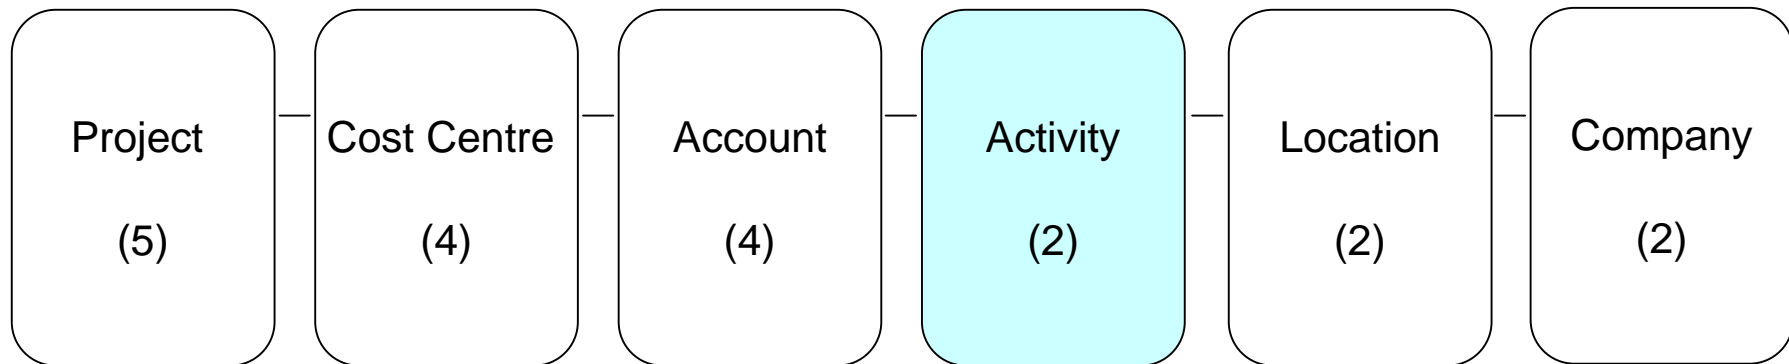 Project
(5)
Cost Centre
(4)
Account
(4)
Activity
(2)
Location
(2)
Company
(2)